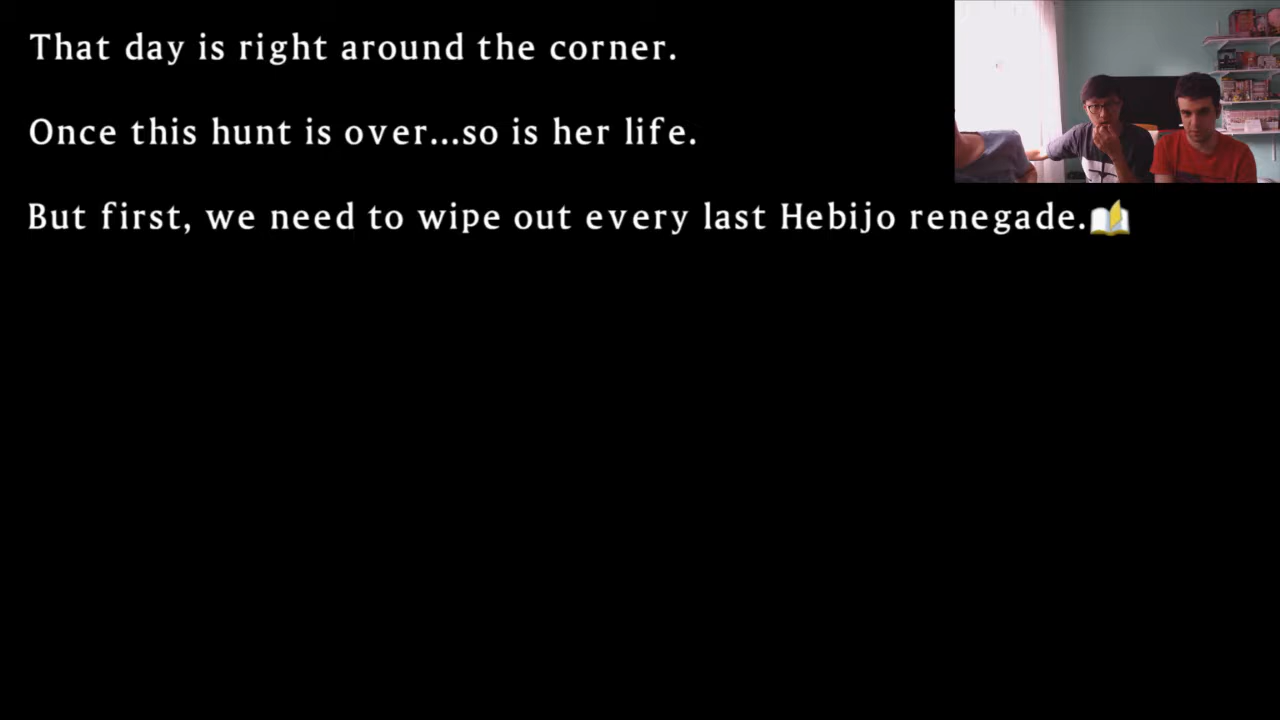 That day is right around the corner.
Once this hunt is over...so is her life.
But first, we need to wipe out every last Hebijo renegade.